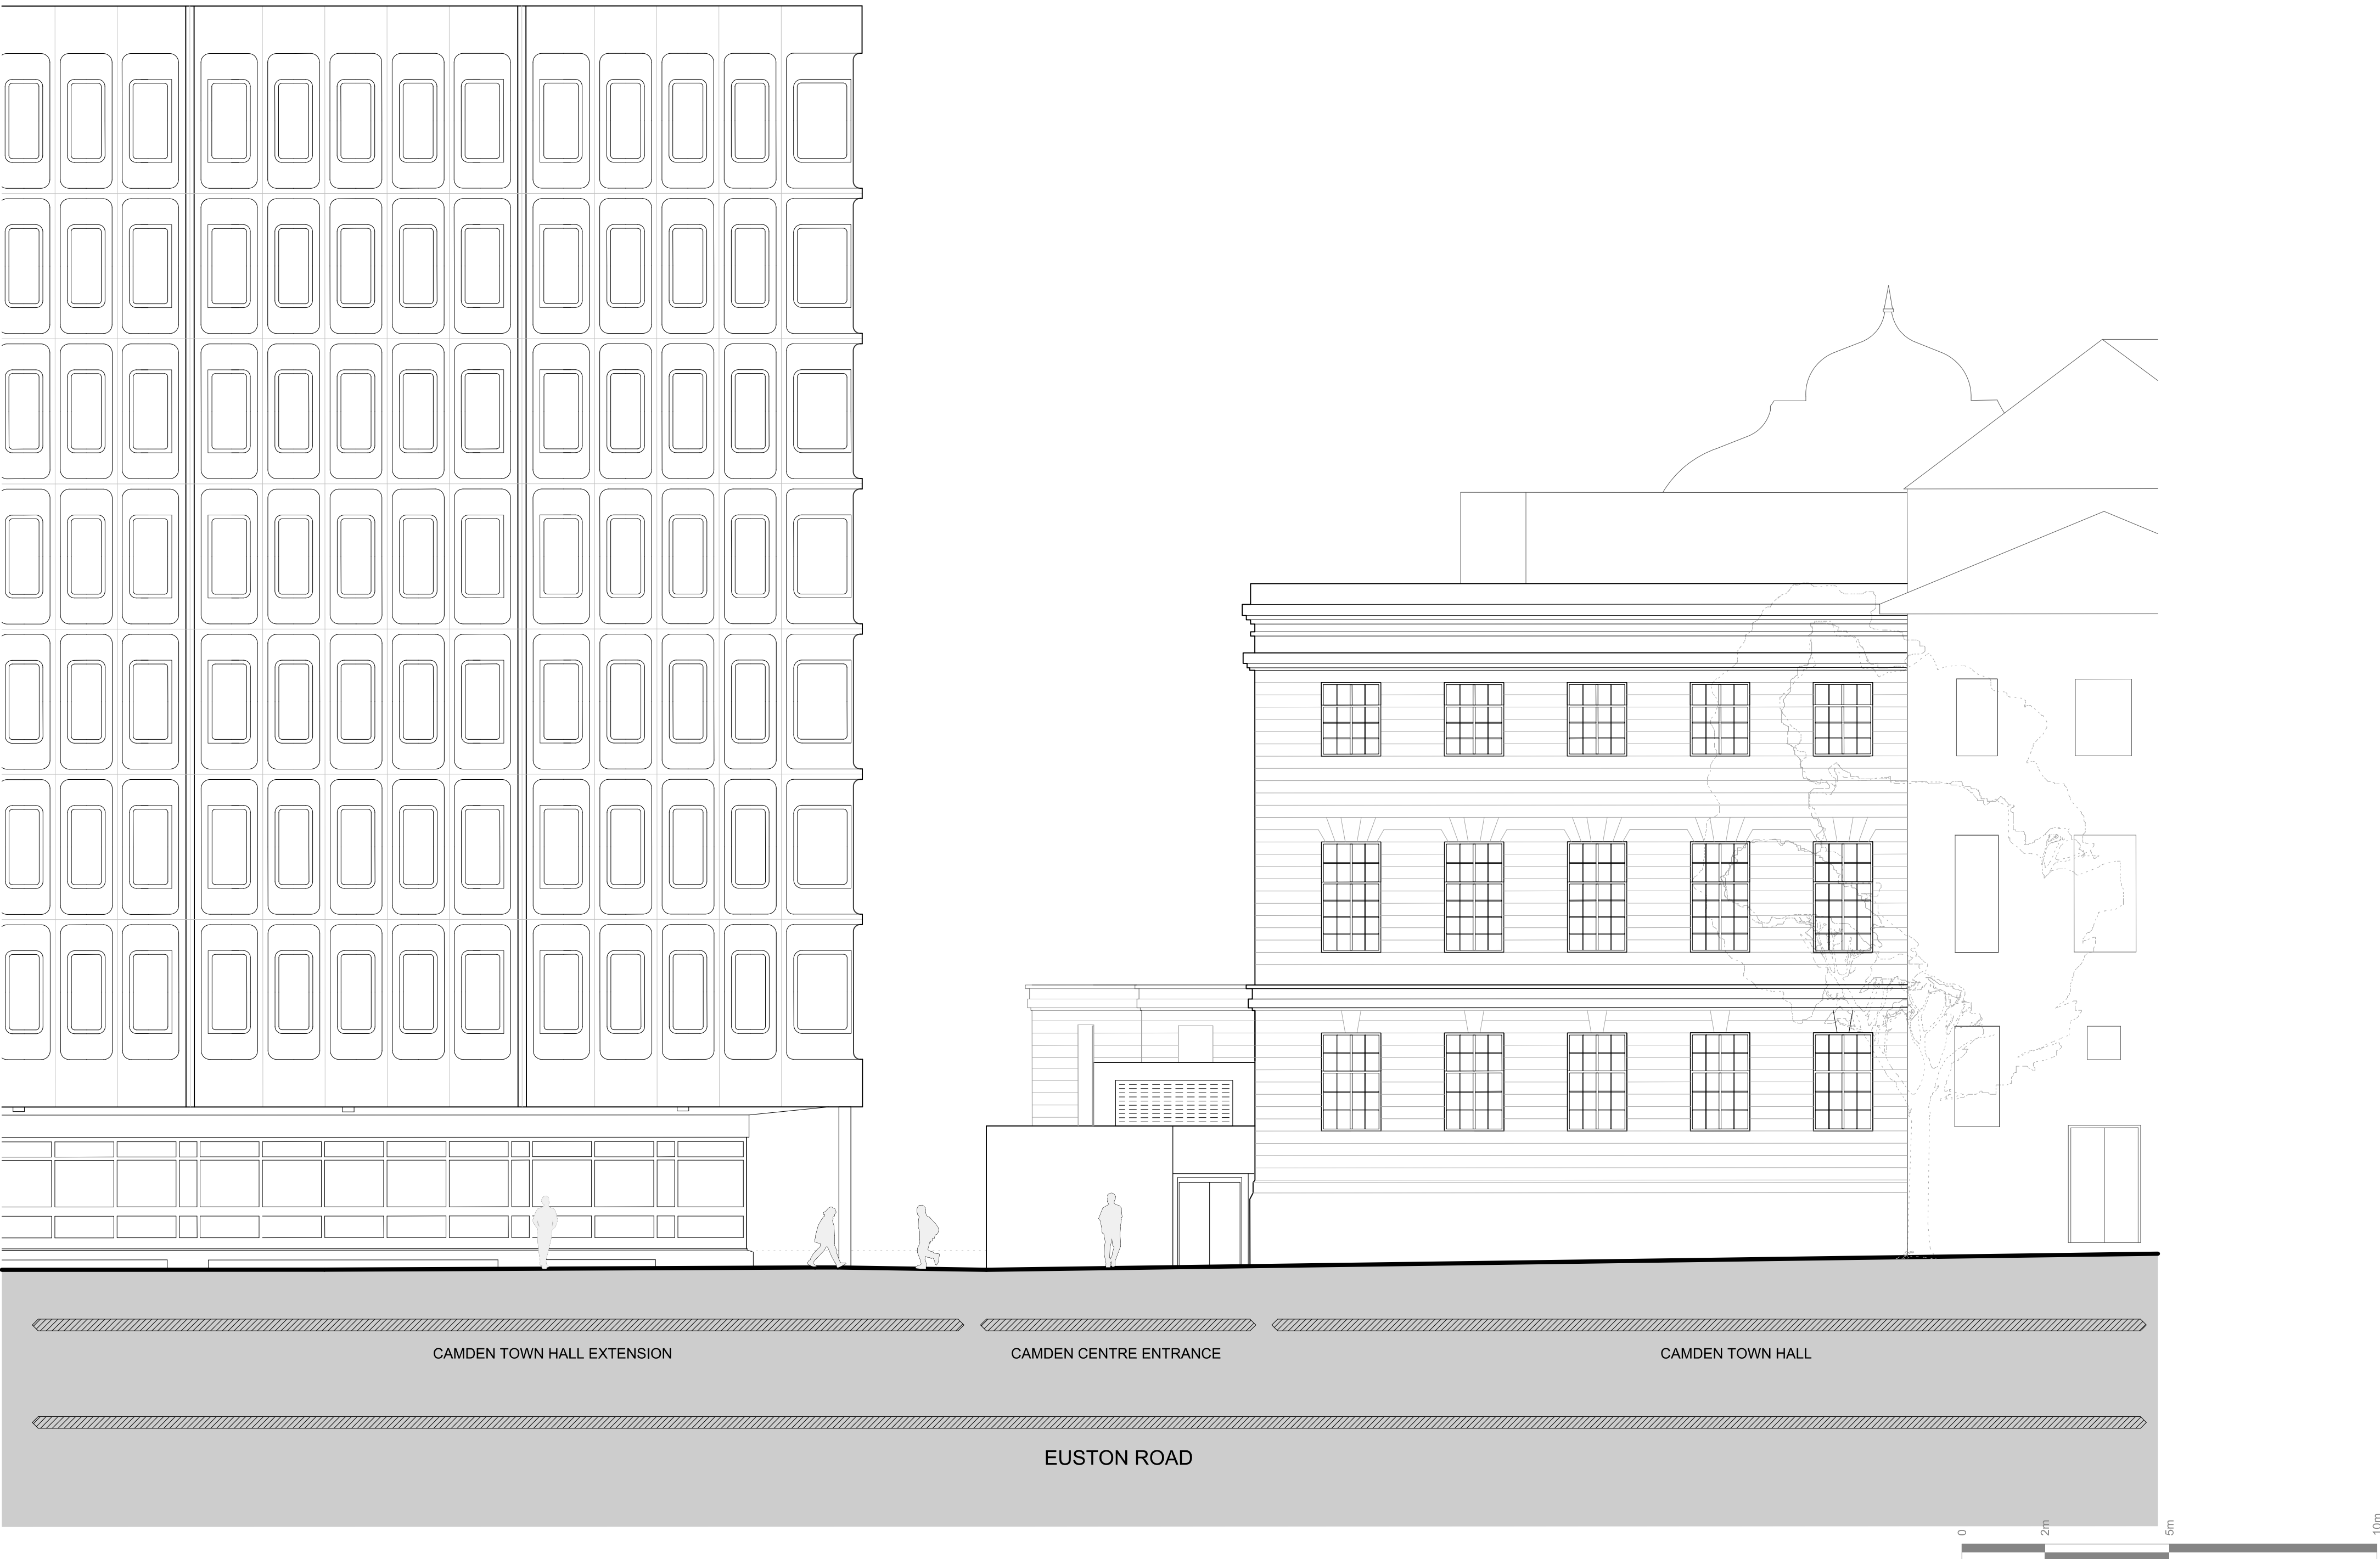 CAMDEN TOWN HALL EXTENSION
CAMDEN CENTRE ENTRANCE
CAMDEN TOWN HALL
EUSTON ROAD
0
2m
5m
10m